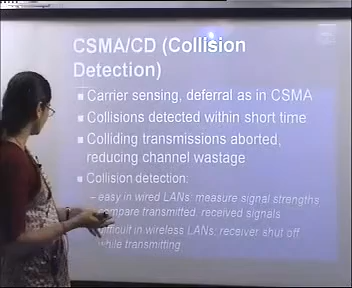 CSMA/CD (Collision
Detection)
Carrier sensing, deferral as in CSMA
Collisions detected within short time
Colliding transmissions aborted,
reducing channel wastage
Collision detection:
– easy in wired LANs: measure signal strengths,
compare transmitted, received signals
difficult in wireless LANs: receiver shut off
while transmitting